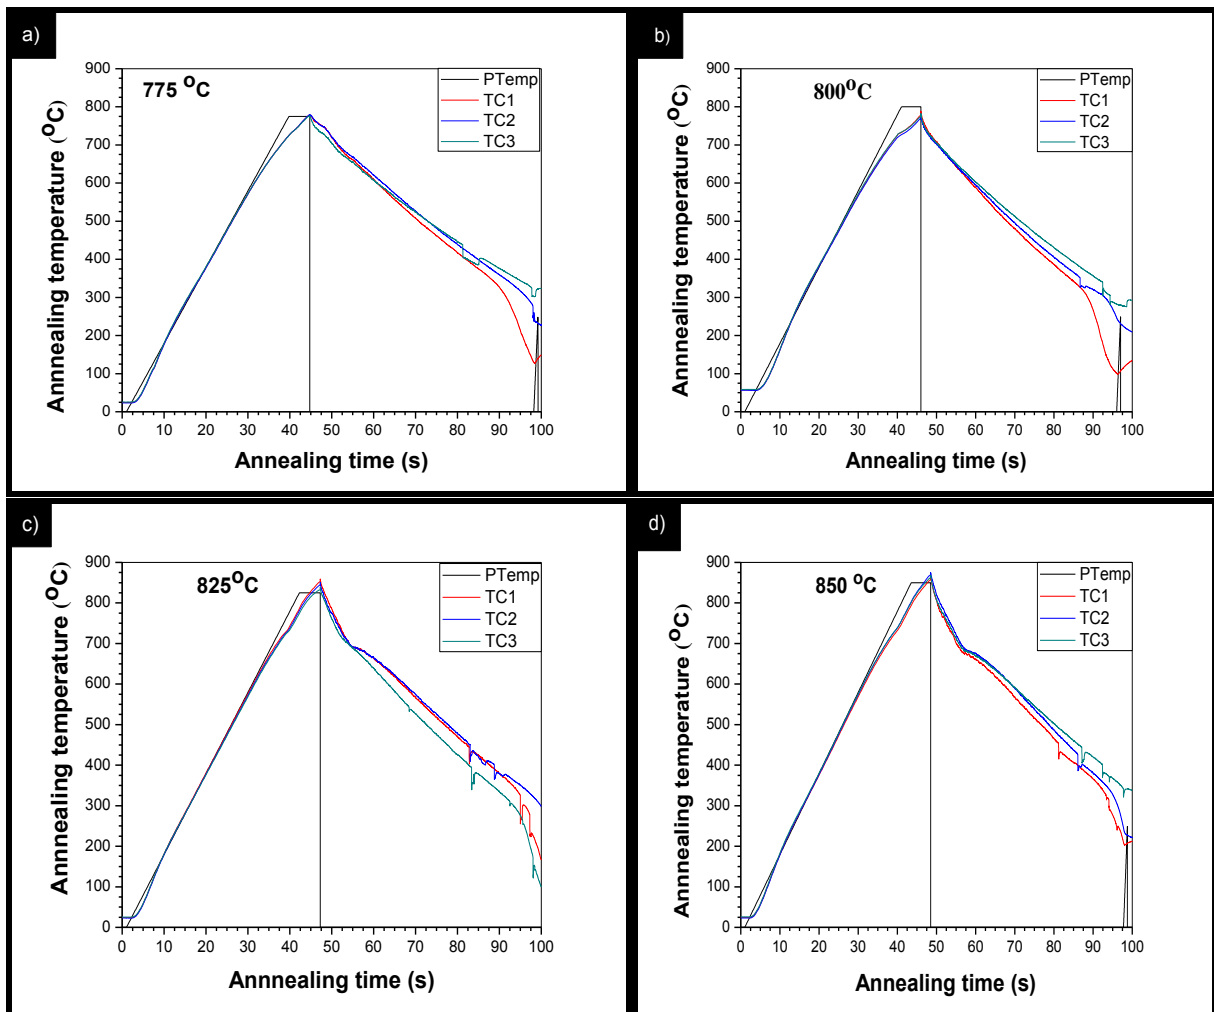 a)
775 °C
PTemp
TC1
TC2
TC3
900
800
700
600
500
400
300
200
100
0
Annnealing temperature (°C)
0 10 20 30 40 50 60 70 80 90 100
Annealing time (s)
b)
800°C
PTemp
TC1
TC2
TC3
900
800
700
600
500
400
300
200
100
0
Annnealing temperature (°C)
0 10 20 30 40 50 60 70 80 90 100
Annealing time (s)
c)
825°C
PTemp
TC1
TC2
TC3
900
800
700
600
500
400
300
200
100
0
Annnealing temperature (°C)
0 10 20 30 40 50 60 70 80 90 100
Annnealing time (s)
d)
850 °C
PTemp
TC1
TC2
TC3
900
800
700
600
500
400
300
200
100
0
Annnealing temperature (°C)
0 10 20 30 40 50 60 70 80 90 100
Annealing time (s)